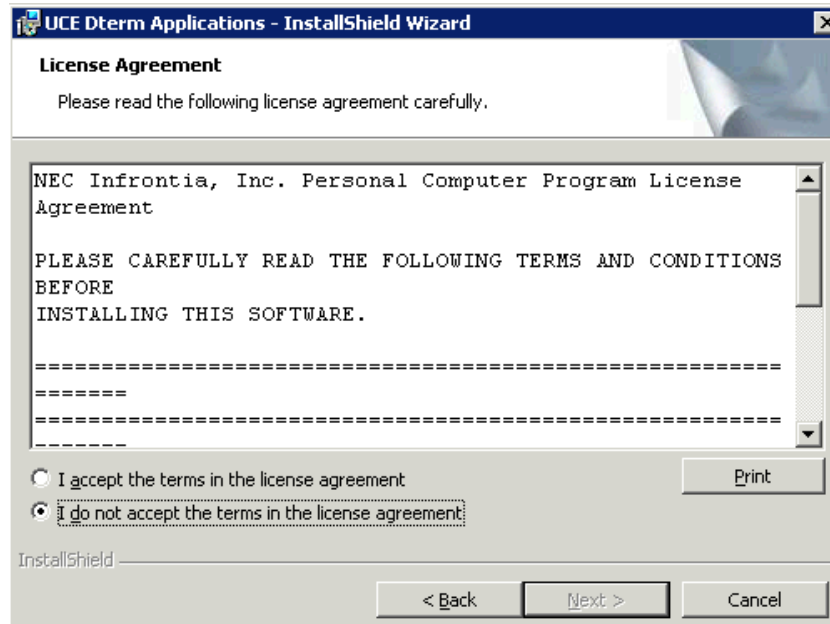 UCE Dterm Applications - InstallShield Wizard
License Agreement
Please read the following license agreement carefully.
NEC Infrontia, Inc. Personal Computer Program License
Agreement
PLEASE CAREFULLY READ THE FOLLOWING TERMS AND CONDITIONS
BEFORE
INSTALLING THIS SOFTWARE.
========================================================
=======
========================================================
=======
I accept the terms in the license agreement
Print
I do not accept the terms in the license agreement
InstallShield
< Back
Next >
Cancel